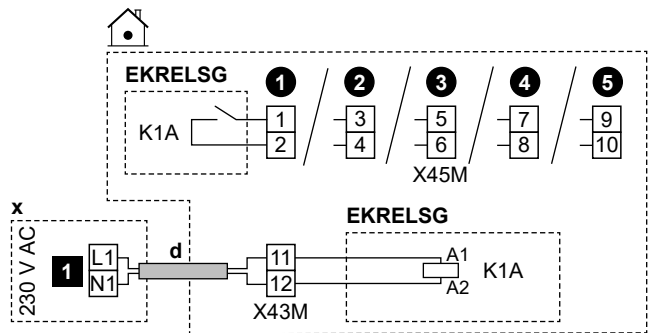 EKRELSG 1 2 3 4 5
K1A 1 3 5 7 9
2 4 6 8 10
X45M
x EKRELSG
230 V AC 1 L1 d 11 A1 K1A
N1 12 A2
X43M